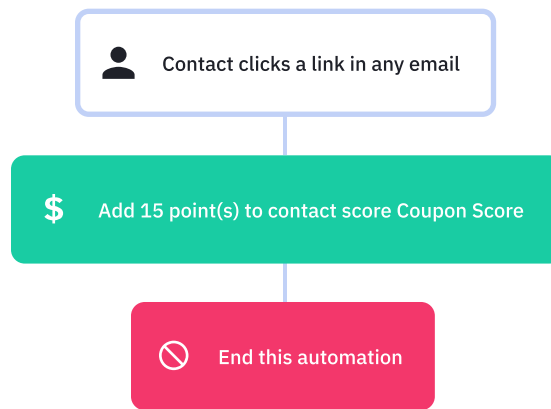 Contact clicks a link in any email
$ Add 15 point(s) to contact score Coupon Score
End this automation